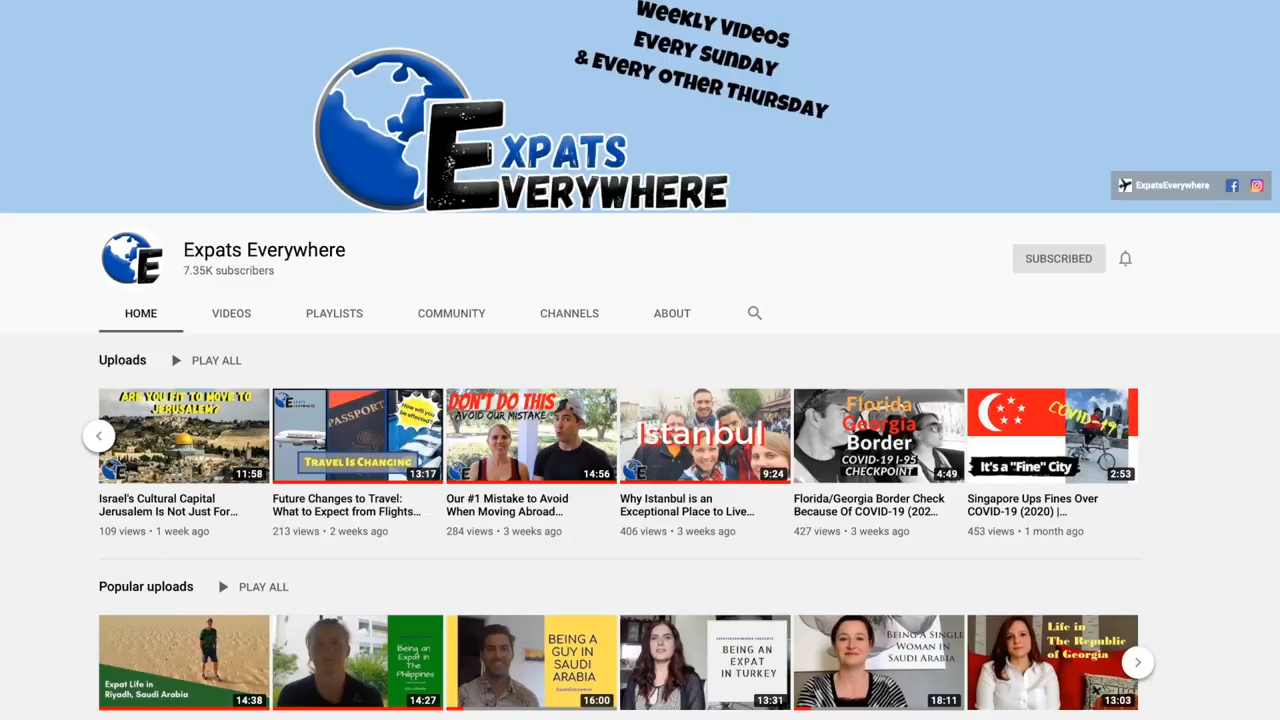 Weekly Videos
Every Sunday
& Every Other Thursday
Expats
Everywhere
ExpatsEverywhere
Expats Everywhere
7.35K subscribers
SUBSCRIBED
HOME VIDEOS PLAYLISTS COMMUNITY CHANNELS ABOUT
Uploads PLAY ALL
ARE YOU FIT TO MOVE TO
JERUSALEM?
11:58
PASSPORT
How will you
be affected?
TRAVEL IS CHANGING
13:17
DON'T DO THIS
AVOID OUR MISTAKE
14:56
Istanbul
9:24
Florida
Georgia
Border
COVID-19 I-95
CHECKPOINT
4:49
COVID-19
It's a "Fine" City
2:53
Israel's Cultural Capital
Jerusalem Is Not Just For...
109 views • 1 week ago
Future Changes to Travel:
What to Expect from Flights...
213 views • 2 weeks ago
Our #1 Mistake to Avoid
When Moving Abroad...
284 views • 3 weeks ago
Why Istanbul is an
Exceptional Place to Live...
406 views • 3 weeks ago
Florida/Georgia Border Check
Because Of COVID-19 (202...
427 views • 3 weeks ago
Singapore Ups Fines Over
COVID-19 (2020) |...
453 views • 1 month ago
Popular uploads PLAY ALL
Expat Life in
Riyadh, Saudi Arabia
14:38
Being an
Expat in
The
Philippines
14:27
BEING A
GUY IN
SAUDI
ARABIA
ExpatsEverywhere
16:00
EXPATSEVERYWHERE PRESENTS
BEING AN
EXPAT
IN TURKEY
13:31
BEING A SINGLE
WOMAN IN
SAUDI ARABIA
18:11
Life in
The Republic
of Georgia
13:03